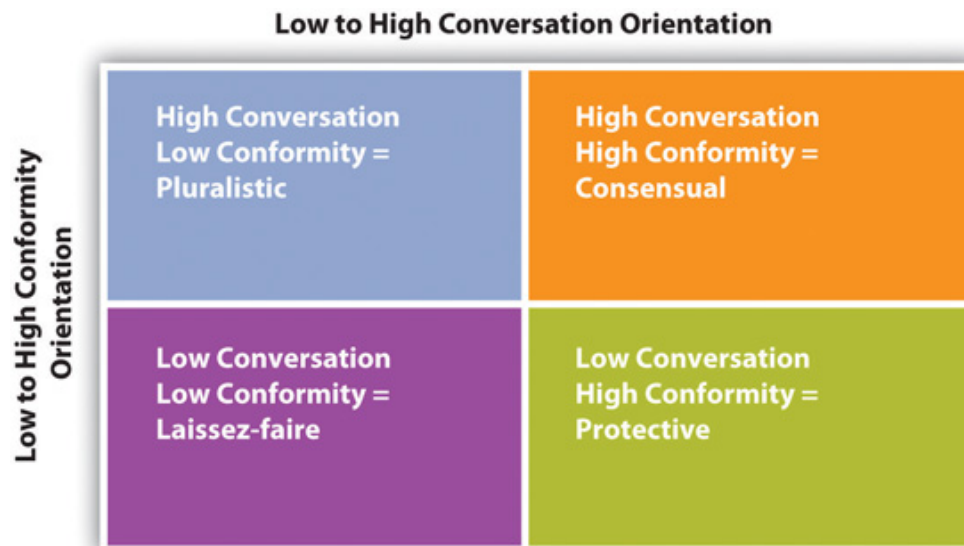 Low to High Conversation Orientation
Low to High Conformity
Orientation
High Conversation
Low Conformity =
Pluralistic
High Conversation
High Conformity =
Consensual
Low Conversation
Low Conformity =
Laissez-faire
Low Conversation
High Conformity =
Protective